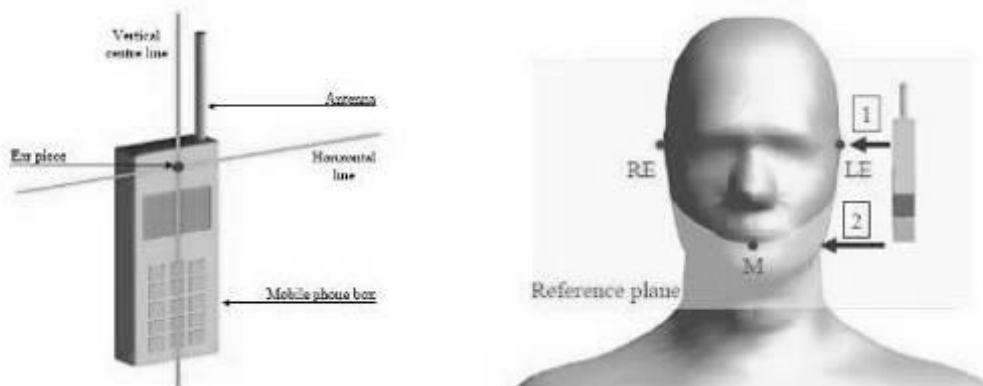 Vertical
centre line
Antenna
Ear piece
Horizontal
line
Mobile phone box
1
RE
LE
2
M
Reference plane